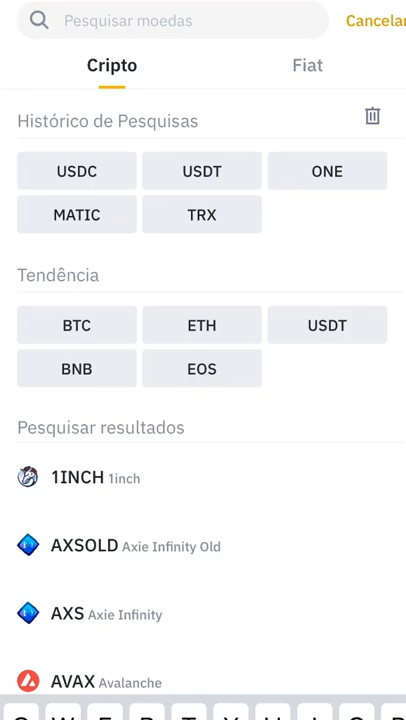 Pesquisar moedas Cancelar
Cripto Fiat
Histórico de Pesquisas
USDC USDT ONE
MATIC TRX
Tendência
BTC ETH USDT
BNB EOS
Pesquisar resultados
1INCH 1inch
AXSOLD Axie Infinity Old
AXS Axie Infinity
AVAX Avalanche